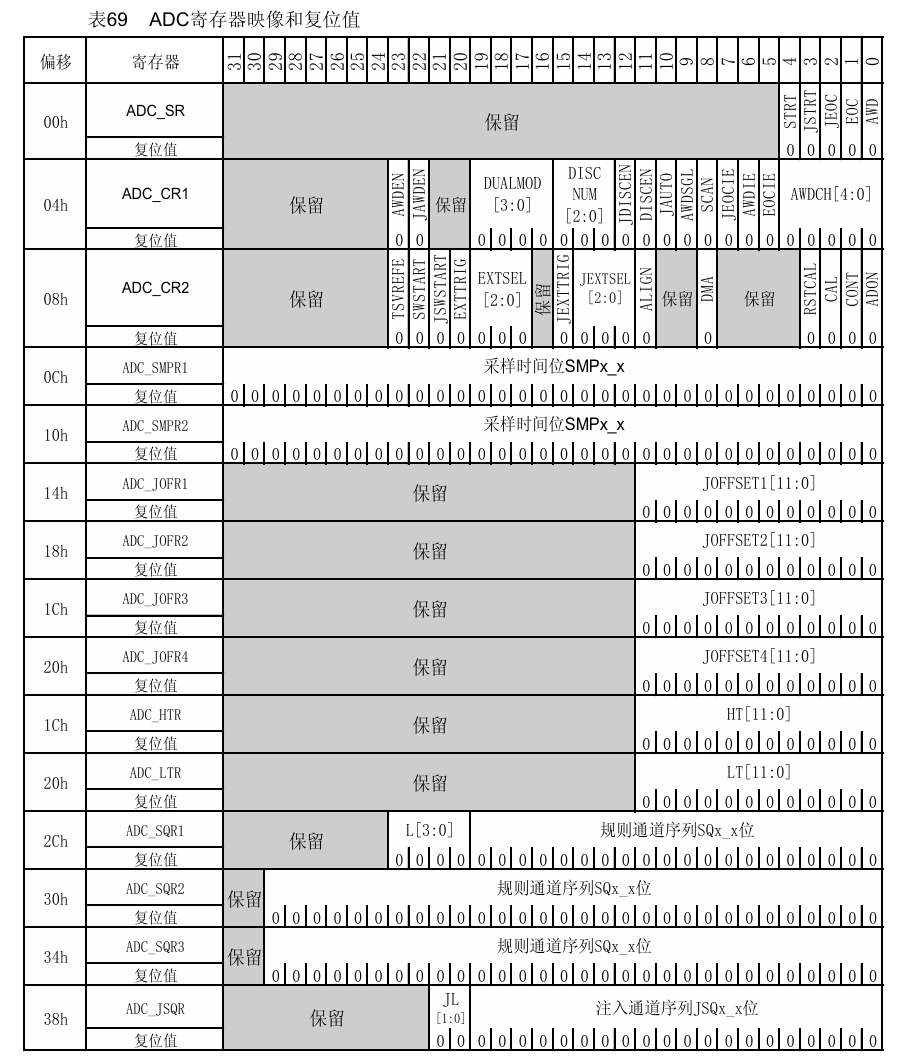 表69 ADC寄存器映像和复位值
偏移 寄存器 31 30 29 28 27 26 25 24 23 22 21 20 19 18 17 16 15 14 13 12 11 10 9 8 7 6 5 4 3 2 1 0
00h ADC_SR 保留 STRT JSTRT JEOC EOC AWD
复位值 0 0 0 0 0
04h ADC_CR1 保留 AWDEN JAWDEN 保留 DUALMOD [3:0] DISC NUM [2:0] JDISCEN DISCEN JAUTO AWDSGL SCAN JEOCIE AWDIE EOCIE AWDCH[4:0]
复位值 0 0 0 0 0 0 0 0 0 0 0 0 0 0 0 0 0 0 0 0 0 0
08h ADC_CR2 保留 TSVREFE SWSTART JSWSTART EXTTRIG EXTSEL [2:0] 保留 JEXTTRIG JEXTSEL [2:0] ALIGN 保留 DMA 保留 RSTCAL CAL CONT ADON
复位值 0 0 0 0 0 0 0 0 0 0 0 0 0 0 0 0 0
0Ch ADC_SMPR1 采样时间位SMPx_x
复位值 0 0 0 0 0 0 0 0 0 0 0 0 0 0 0 0 0 0 0 0 0 0 0 0 0 0 0 0 0 0 0 0
10h ADC_SMPR2 采样时间位SMPx_x
复位值 0 0 0 0 0 0 0 0 0 0 0 0 0 0 0 0 0 0 0 0 0 0 0 0 0 0 0 0 0 0 0 0
14h ADC_JOFR1 保留 JOFFSET1[11:0]
复位值 0 0 0 0 0 0 0 0 0 0 0 0
18h ADC_JOFR2 保留 JOFFSET2[11:0]
复位值 0 0 0 0 0 0 0 0 0 0 0 0
1Ch ADC_JOFR3 保留 JOFFSET3[11:0]
复位值 0 0 0 0 0 0 0 0 0 0 0 0
20h ADC_JOFR4 保留 JOFFSET4[11:0]
复位值 0 0 0 0 0 0 0 0 0 0 0 0
1Ch ADC_HTR 保留 HT[11:0]
复位值 0 0 0 0 0 0 0 0 0 0 0 0
20h ADC_LTR 保留 LT[11:0]
复位值 0 0 0 0 0 0 0 0 0 0 0 0
2Ch ADC_SQR1 保留 L[3:0] 规则通道序列SQx_x位
复位值 0 0 0 0 0 0 0 0 0 0 0 0 0 0 0 0 0 0 0 0 0 0 0 0
30h ADC_SQR2 保留 规则通道序列SQx_x位
复位值 0 0 0 0 0 0 0 0 0 0 0 0 0 0 0 0 0 0 0 0 0 0 0 0 0 0 0 0 0 0
34h ADC_SQR3 保留 规则通道序列SQx_x位
复位值 0 0 0 0 0 0 0 0 0 0 0 0 0 0 0 0 0 0 0 0 0 0 0 0 0 0 0 0 0 0
38h ADC_JSQR 保留 JL [1:0] 注入通道序列JSQx_x位
复位值 0 0 0 0 0 0 0 0 0 0 0 0 0 0 0 0 0 0 0 0 0 0